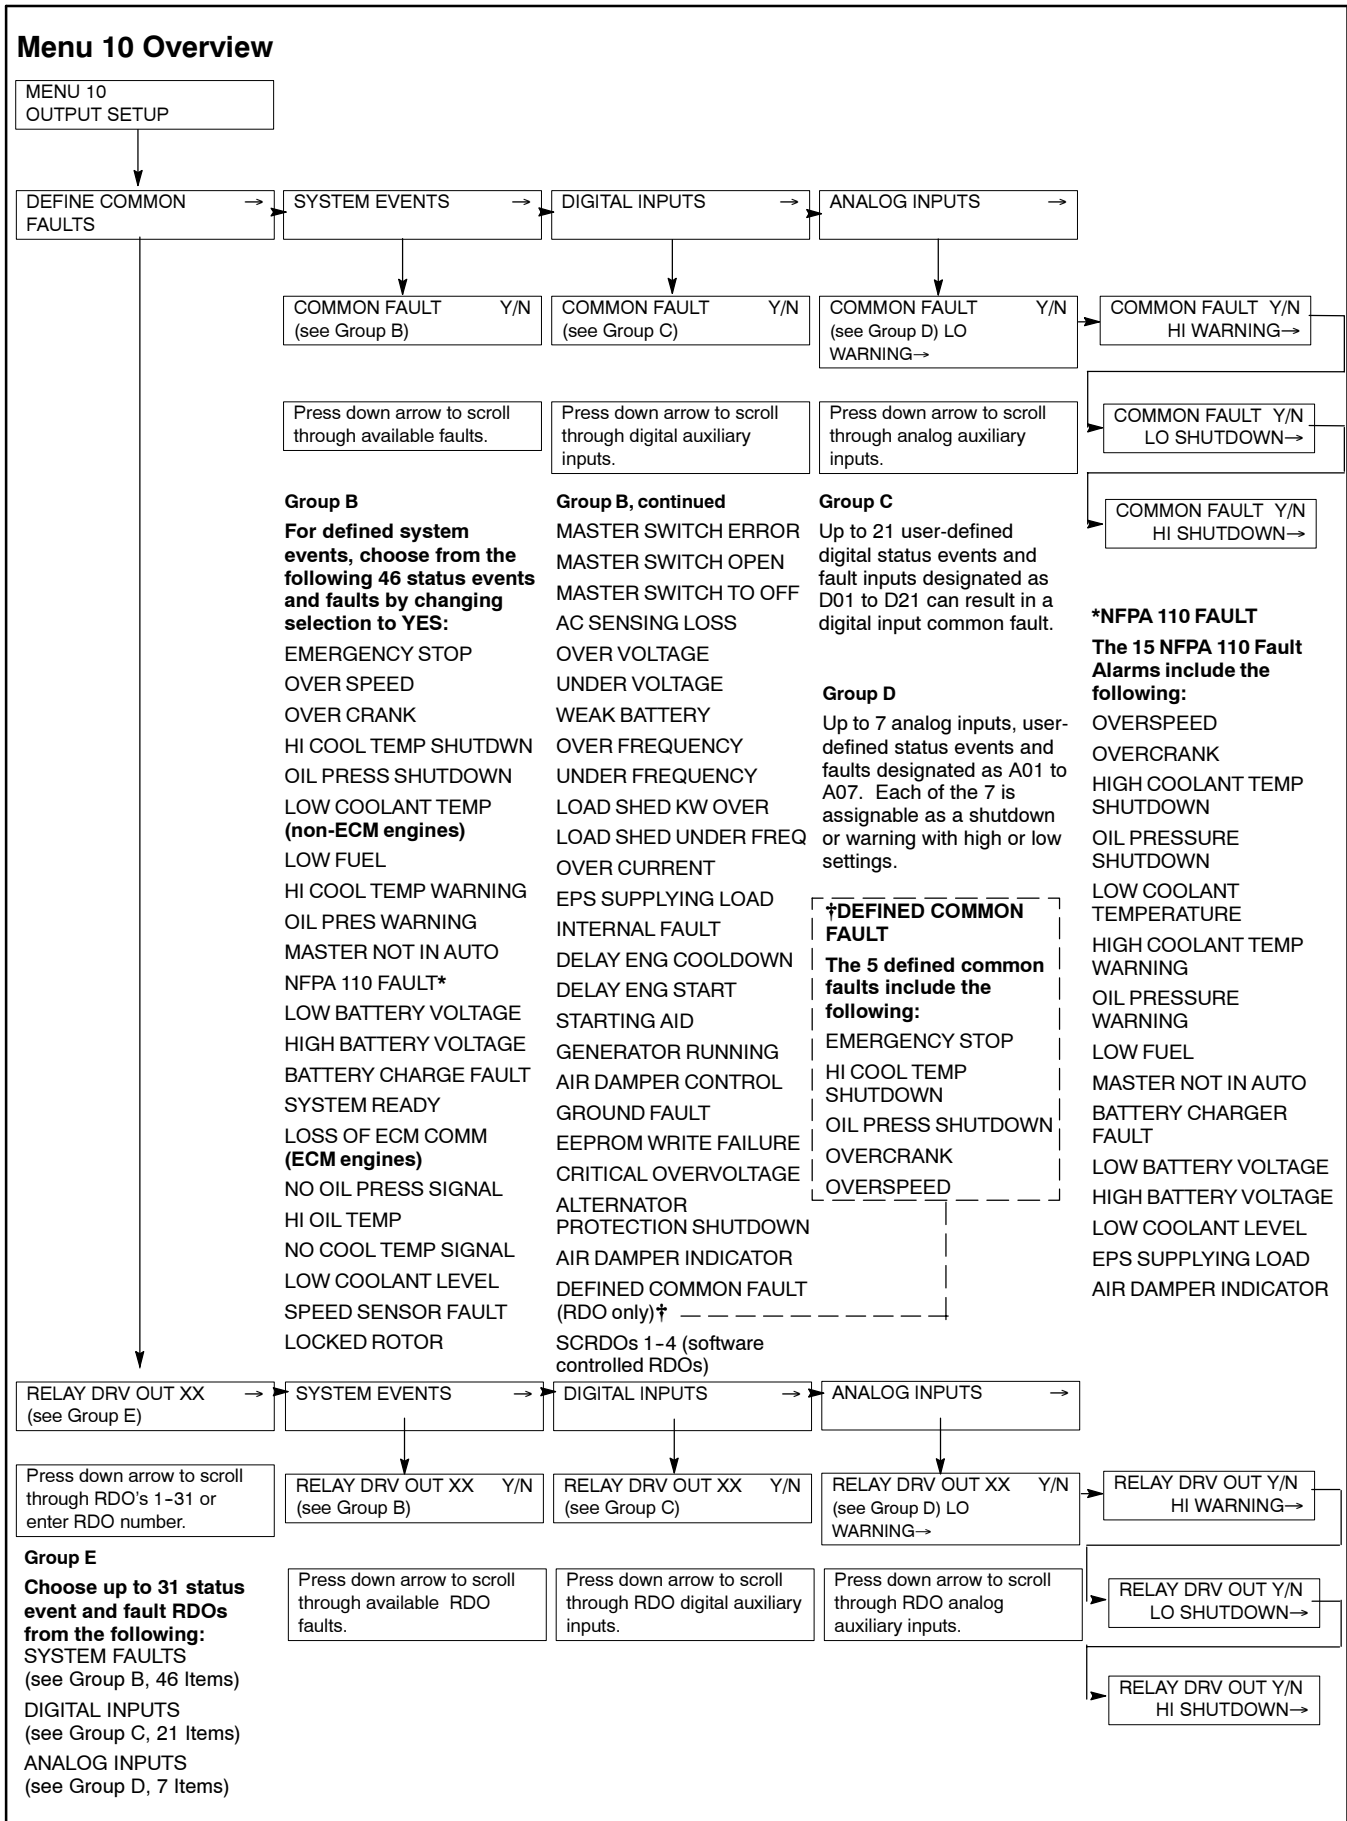 Menu 10 Overview
MENU 10
OUTPUT SETUP
DEFINE COMMON →
FAULTS
SYSTEM EVENTS →
DIGITAL INPUTS →
ANALOG INPUTS →
COMMON FAULT Y/N
(see Group B)
COMMON FAULT Y/N
(see Group C)
COMMON FAULT Y/N
(see Group D) LO
WARNING→
COMMON FAULT Y/N
HI WARNING→
COMMON FAULT Y/N
LO SHUTDOWN→
COMMON FAULT Y/N
HI SHUTDOWN→
Press down arrow to scroll
through available faults.
Press down arrow to scroll
through digital auxiliary
inputs.
Press down arrow to scroll
through analog auxiliary
inputs.
Group B
For defined system
events, choose from the
following 46 status events
and faults by changing
selection to YES:
EMERGENCY STOP
OVER SPEED
OVER CRANK
HI COOL TEMP SHUTDWN
OIL PRESS SHUTDOWN
LOW COOLANT TEMP
(non-ECM engines)
LOW FUEL
HI COOL TEMP WARNING
OIL PRES WARNING
MASTER NOT IN AUTO
NFPA 110 FAULT*
LOW BATTERY VOLTAGE
HIGH BATTERY VOLTAGE
BATTERY CHARGE FAULT
SYSTEM READY
LOSS OF ECM COMM
(ECM engines)
NO OIL PRESS SIGNAL
HI OIL TEMP
NO COOL TEMP SIGNAL
LOW COOLANT LEVEL
SPEED SENSOR FAULT
LOCKED ROTOR
Group B, continued
MASTER SWITCH ERROR
MASTER SWITCH OPEN
MASTER SWITCH TO OFF
AC SENSING LOSS
OVER VOLTAGE
UNDER VOLTAGE
WEAK BATTERY
OVER FREQUENCY
UNDER FREQUENCY
LOAD SHED KW OVER
LOAD SHED UNDER FREQ
OVER CURRENT
EPS SUPPLYING LOAD
INTERNAL FAULT
DELAY ENG COOLDOWN
DELAY ENG START
STARTING AID
GENERATOR RUNNING
AIR DAMPER CONTROL
GROUND FAULT
EEPROM WRITE FAILURE
CRITICAL OVERVOLTAGE
ALTERNATOR
PROTECTION SHUTDOWN
AIR DAMPER INDICATOR
DEFINED COMMON FAULT
(RDO only)†
SCRDOs 1-4 (software
controlled RDOs)
Group C
Up to 21 user-defined
digital status events and
fault inputs designated as
D01 to D21 can result in a
digital input common fault.
Group D
Up to 7 analog inputs, user-
defined status events and
faults designated as A01 to
A07. Each of the 7 is
assignable as a shutdown
or warning with high or low
settings.
†DEFINED COMMON
FAULT
The 5 defined common
faults include the
following:
EMERGENCY STOP
HI COOL TEMP
SHUTDOWN
OIL PRESS SHUTDOWN
OVERCRANK
OVERSPEED
*NFPA 110 FAULT
The 15 NFPA 110 Fault
Alarms include the
following:
OVERSPEED
OVERCRANK
HIGH COOLANT TEMP
SHUTDOWN
OIL PRESSURE
SHUTDOWN
LOW COOLANT
TEMPERATURE
HIGH COOLANT TEMP
WARNING
OIL PRESSURE
WARNING
LOW FUEL
MASTER NOT IN AUTO
BATTERY CHARGER
FAULT
LOW BATTERY VOLTAGE
HIGH BATTERY VOLTAGE
LOW COOLANT LEVEL
EPS SUPPLYING LOAD
AIR DAMPER INDICATOR
RELAY DRV OUT XX →
(see Group E)
SYSTEM EVENTS →
DIGITAL INPUTS →
ANALOG INPUTS →
Press down arrow to scroll
through RDO's 1-31 or
enter RDO number.
RELAY DRV OUT XX Y/N
(see Group B)
RELAY DRV OUT XX Y/N
(see Group C)
RELAY DRV OUT XX Y/N
(see Group D) LO
WARNING→
RELAY DRV OUT Y/N
HI WARNING→
RELAY DRV OUT Y/N
LO SHUTDOWN→
RELAY DRV OUT Y/N
HI SHUTDOWN→
Press down arrow to scroll
through available RDO
faults.
Press down arrow to scroll
through RDO digital auxiliary
inputs.
Press down arrow to scroll
through RDO analog
auxiliary inputs.
Group E
Choose up to 31 status
event and fault RDOs
from the following:
SYSTEM FAULTS
(see Group B, 46 Items)
DIGITAL INPUTS
(see Group C, 21 Items)
ANALOG INPUTS
(see Group D, 7 Items)